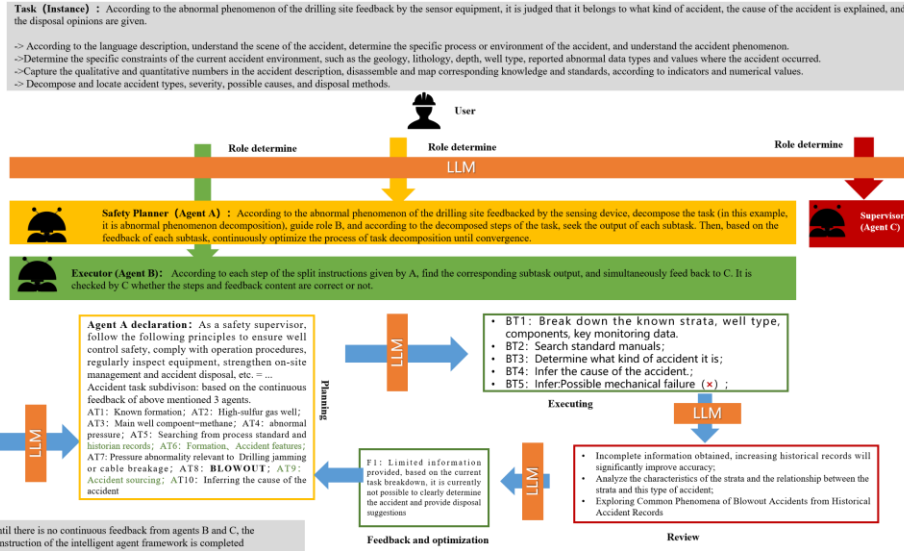 Task (Instance)： According to the abnormal phenomenon of the drilling site feedback by the sensor equipment, it is judged that it belongs to what kind of accident, the cause of the accident is explained, and
the disposal opinions are given.
-> According to the language description, understand the scene of the accident, determine the specific process or environment of the accident, and understand the accident phenomenon.
->Determine the specific constraints of the current accident environment, such as the geology, lithology, depth, well type, reported abnormal data types and values where the accident occurred.
->Capture the qualitative and quantitative numbers in the accident description, disassemble and map corresponding knowledge and standards, according to indicators and numerical values.
-> Decompose and locate accident types, severity, possible causes, and disposal methods.
User
Role determine
Role determine
Role determine
LLM
Safety Planner（Agent A）： According to the abnormal phenomenon of the drilling site feedbacked by the sensing device, decompose the task (in this example,
it is abnormal phenomenon decomposition), guide role B, and according to the decomposed steps of the task, seek the output of each subtask. Then, based on the
feedback of each subtask, continuously optimize the process of task decomposition until convergence.
Supervisor
(Agent C)
Executor (Agent B)： According to each step of the split instructions given by A, find the corresponding subtask output, and simultaneously feed back to C. It is
checked by C whether the steps and feedback content are correct or not.
LLM
Agent A declaration： As a safety supervisor,
follow the following principles to ensure well
control safety, comply with operation procedures,
regularly inspect equipment, strengthen on-site
management and accident disposal, etc. = ...
Accident task subdivison: based on the continuous
feedback of above mentioned 3 agents.
AT1： Known formation； AT2： High-sulfur gas well；
AT3： Main well compoent=methane； AT4： abnormal
pressure； AT5： Searching from process standard and
historian records； AT6： Formation、Accident features；
AT7: Pressure abnormality relevant to Drilling jamming
or cable breakage； AT8： BLOWOUT； AT9：
Accident sourcing； AT10： Inferring the cause of the
accident
Planning
LLM
• BT1： Break down the known strata, well type,
components, key monitoring data.
• BT2： Search standard manuals；
• BT3： Determine what kind of accident it is；
• BT4： Infer the cause of the accident.；
• BT5： Infer:Possible mechanical failure（×）；
Executing
LLM
• Incomplete information obtained, increasing historical records will
significantly improve accuracy;
• Analyze the characteristics of the strata and the relationship between the
strata and this type of accident;
• Exploring Common Phenomena of Blowout Accidents from Historical
Accident Records
Review
LLM
F1： Limited information
provided, based on the current
task breakdown, it is currently
not possible to clearly determine
the accident and provide disposal
suggestions
Feedback and optimization
ntil there is no continuous feedback from agents B and C, the
nstruction of the intelligent agent framework is completed